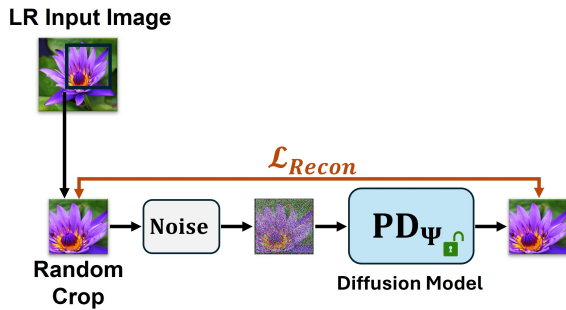 LR Input Image
ℒ_Recon
Noise
PD_Ψ
Random
Crop
Diffusion Model